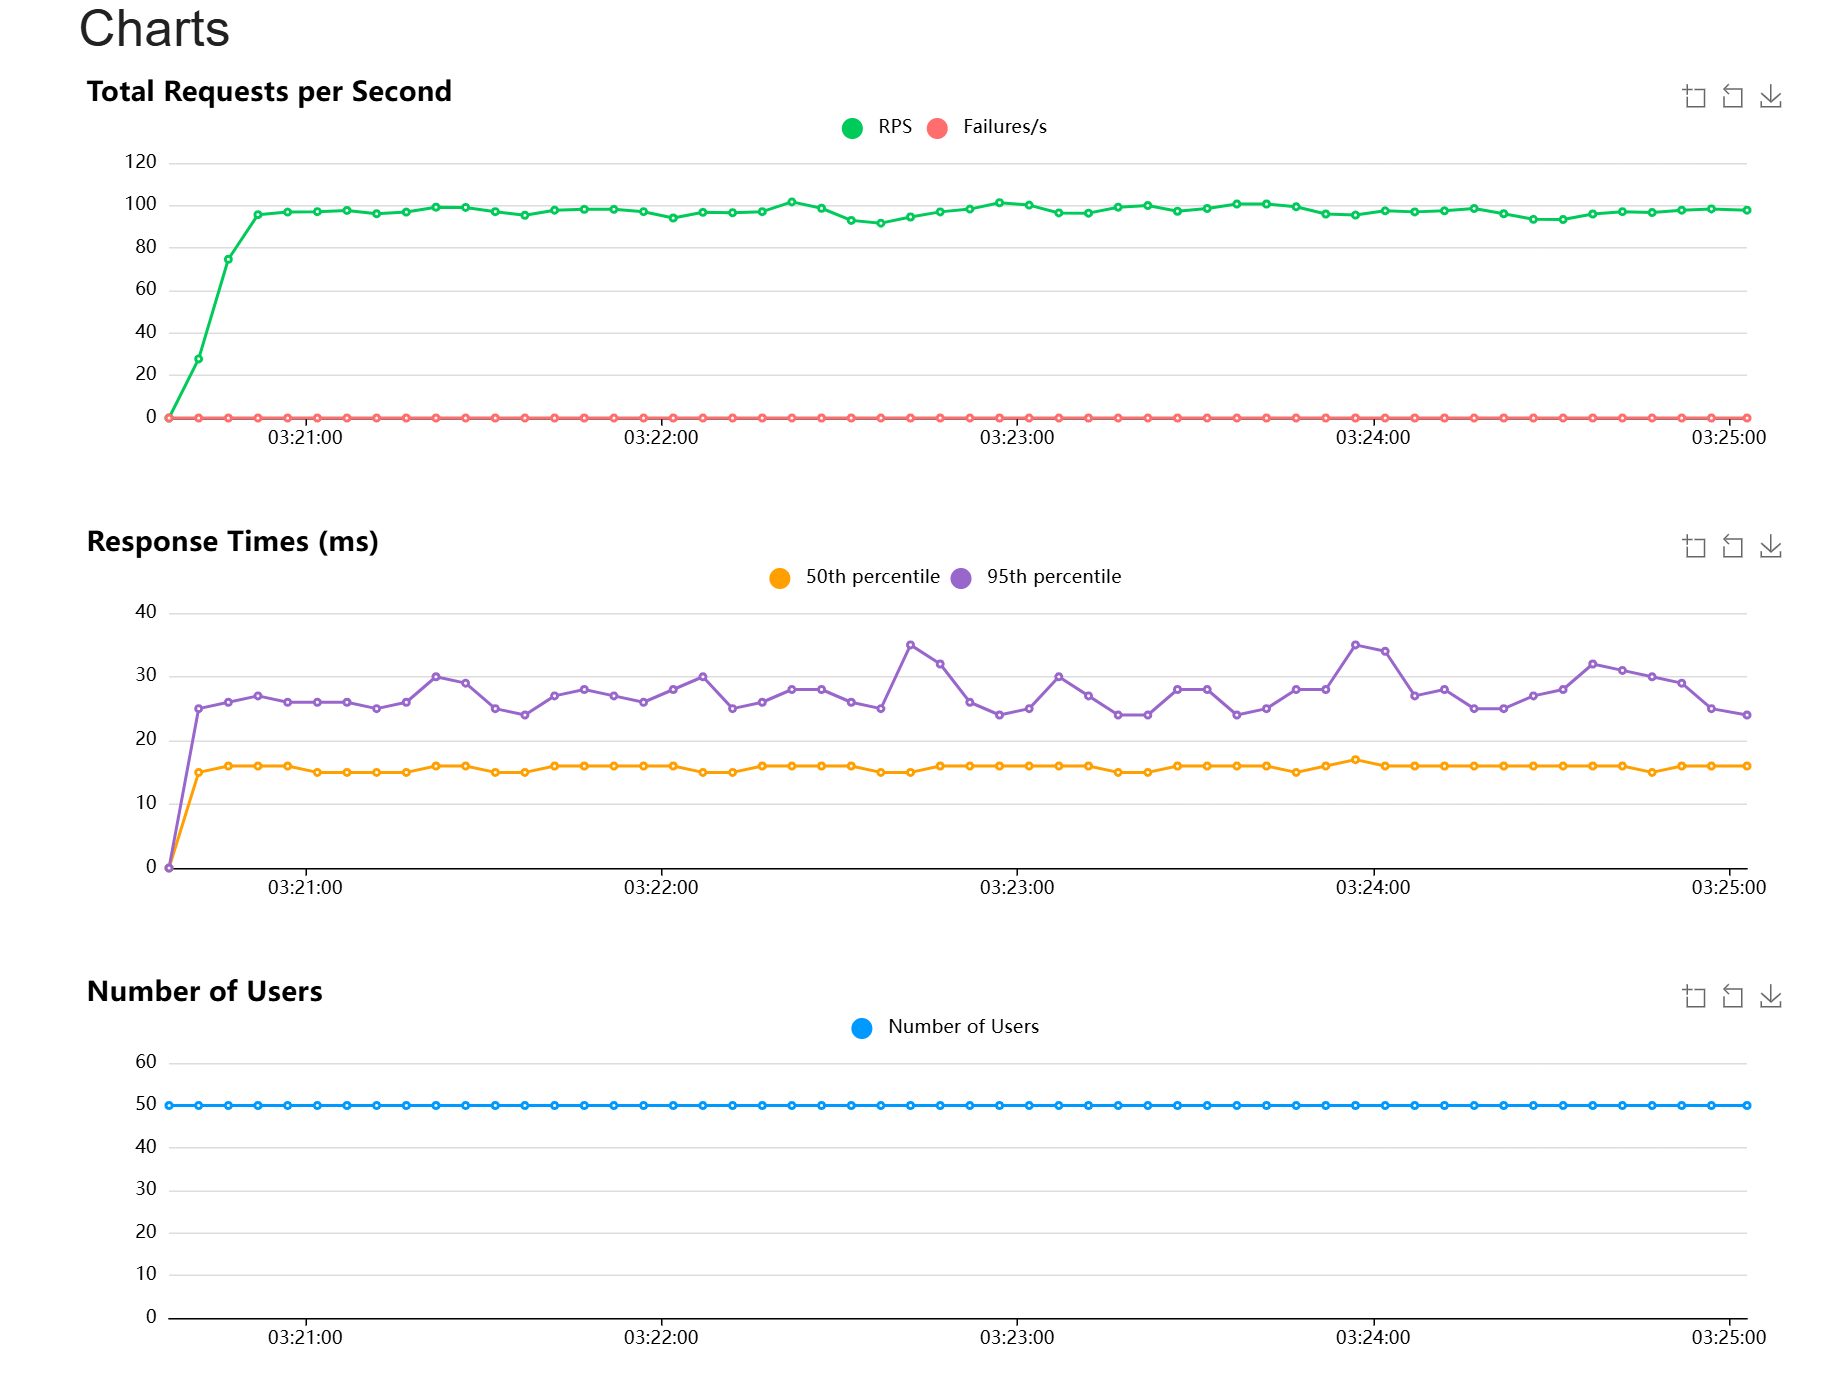 Charts
Total Requests per Second
RPS Failures/s
120
100
80
60
40
20
0
03:21:00 03:22:00 03:23:00 03:24:00 03:25:00
Response Times (ms)
50th percentile 95th percentile
40
30
20
10
0
03:21:00 03:22:00 03:23:00 03:24:00 03:25:00
Number of Users
Number of Users
60
50
40
30
20
10
0
03:21:00 03:22:00 03:23:00 03:24:00 03:25:00